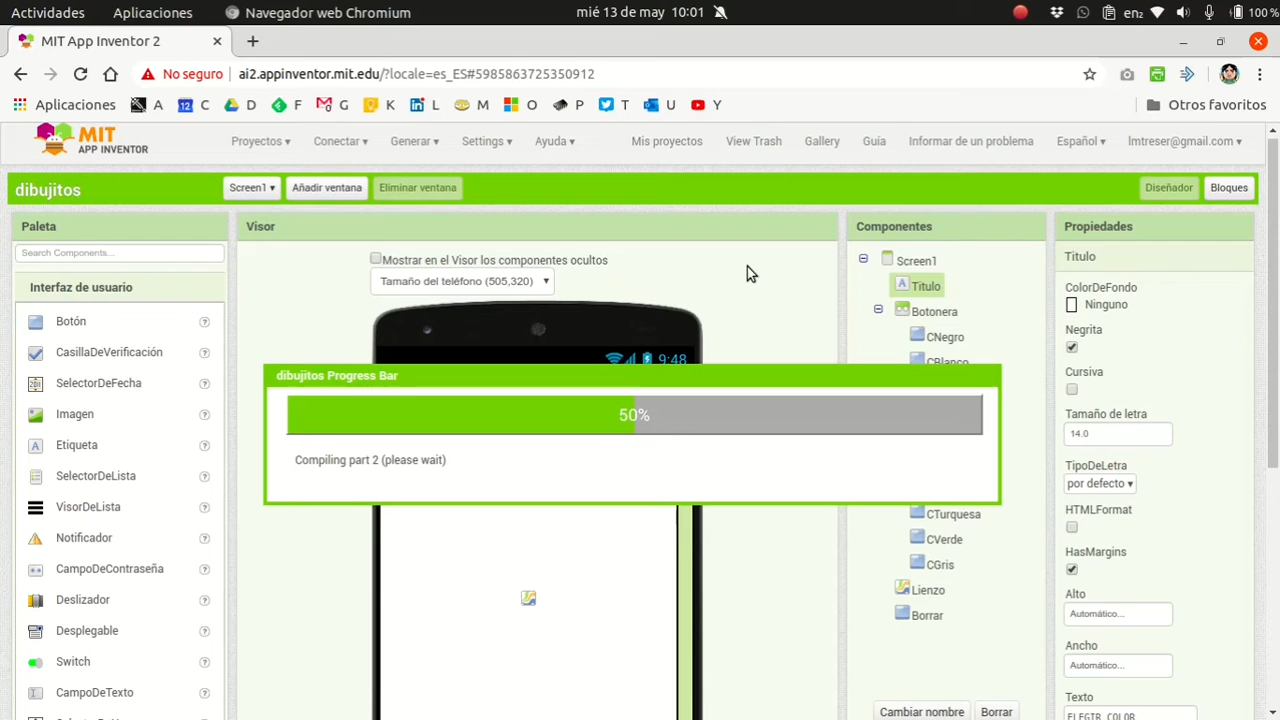 Actividades Aplicaciones Navegador web Chromium mié 13 de may 10:01 en₂ 100 %
MIT App Inventor 2
No seguro ai2.appinventor.mit.edu/?locale=es_ES#5985863725350912
Aplicaciones A C D F G K L M O P T U Y Otros favoritos
MIT
APP INVENTOR
Proyectos ▾ Conectar ▾ Generar ▾ Settings ▾ Ayuda ▾ Mis proyectos View Trash Gallery Guía Informar de un problema Español ▾ lmtreser@gmail.com ▾
dibujitos Screen1 ▾ Añadir ventana Eliminar ventana Diseñador Bloques
Paleta Visor Componentes Propiedades
Search Components...
Interfaz de usuario
Botón
CasillaDeVerificación
SelectorDeFecha
Imagen
Etiqueta
SelectorDeLista
VisorDeLista
Notificador
CampoDeContraseña
Deslizador
Desplegable
Switch
CampoDeTexto
Mostrar en el Visor los componentes ocultos
Tamaño del teléfono (505,320)
9:48
dibujitos Progress Bar
50%
Compiling part 2 (please wait)
Screen1
Titulo
Botonera
CNegro
CBlanco
CTurquesa
CVerde
CGris
Lienzo
Borrar
Cambiar nombre Borrar
Titulo
ColorDeFondo
Ninguno
Negrita
Cursiva
Tamaño de letra
14.0
TipoDeLetra
por defecto ▾
HTMLFormat
HasMargins
Alto
Automático...
Ancho
Automático...
Texto
ELEGIR COLOR